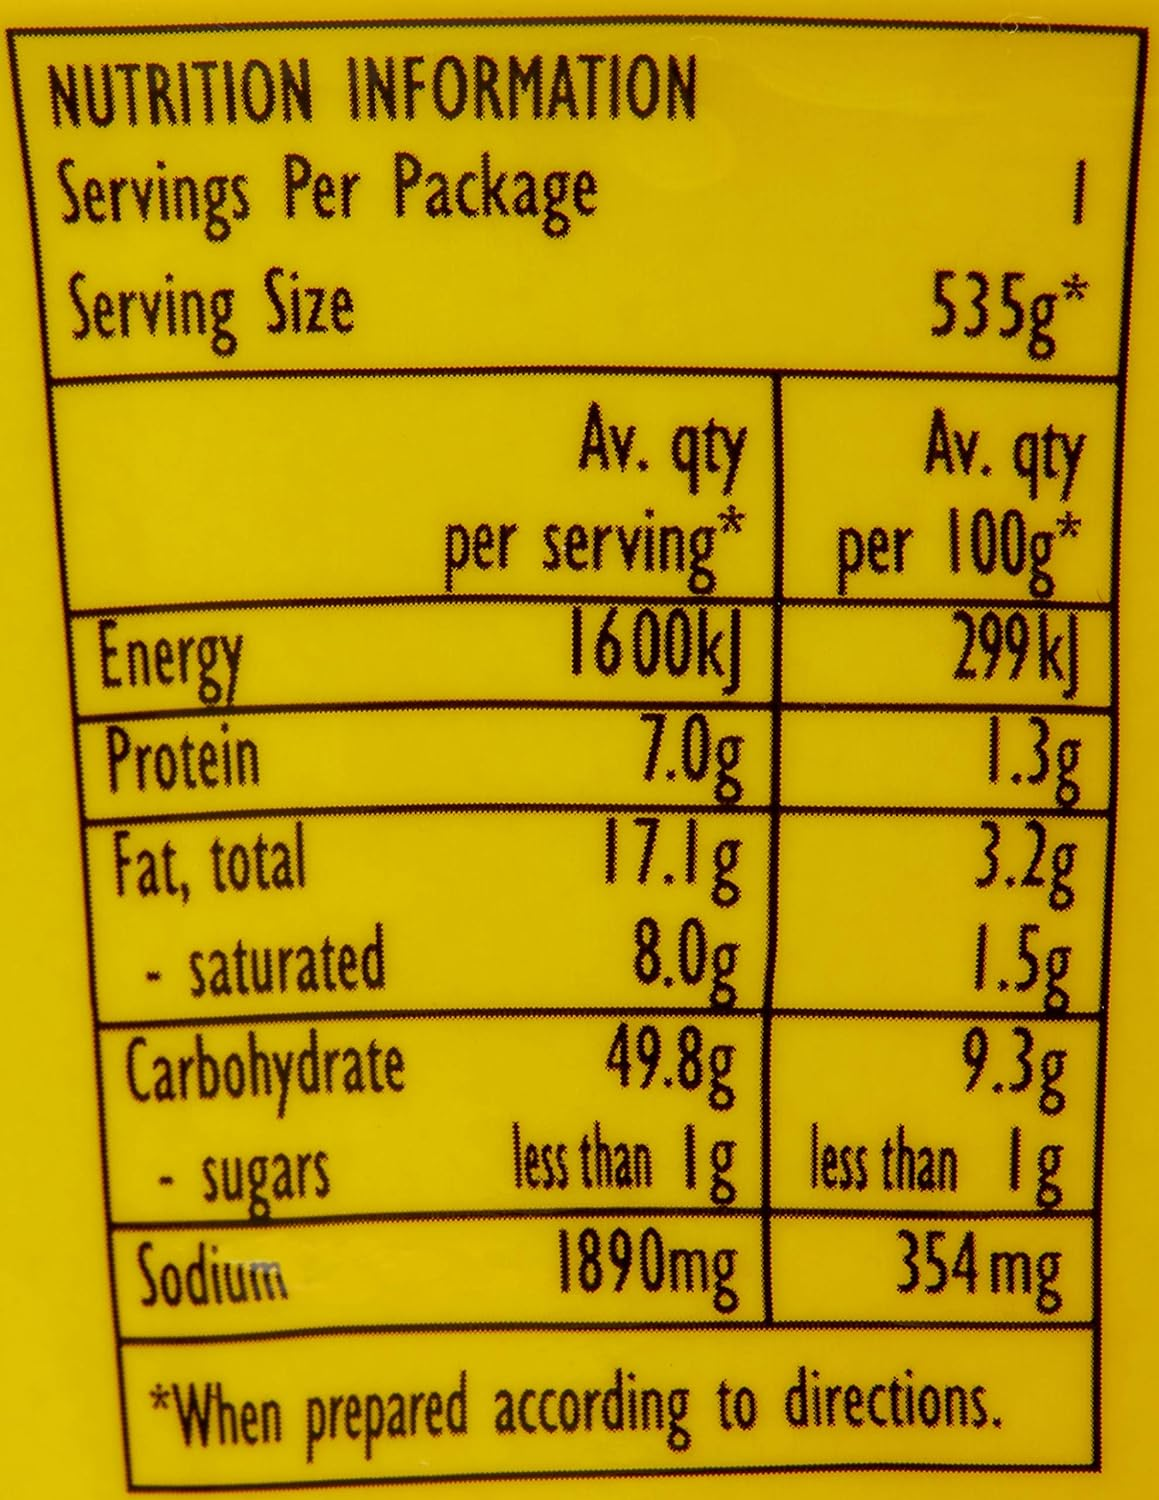 NUTRITION INFORMATION
Servings Per Package 1
Serving Size 535g*
Av. qty Av. qty
per serving* per 100g*
Energy 1600kJ 299kJ
Protein 7.0g 1.3g
Fat, total 17.1g 3.2g
- saturated 8.0g 1.5g
Carbohydrate 49.8g 9.3g
- sugars less than 1g less than 1g
Sodium 1890mg 354mg
*When prepared according to directions.